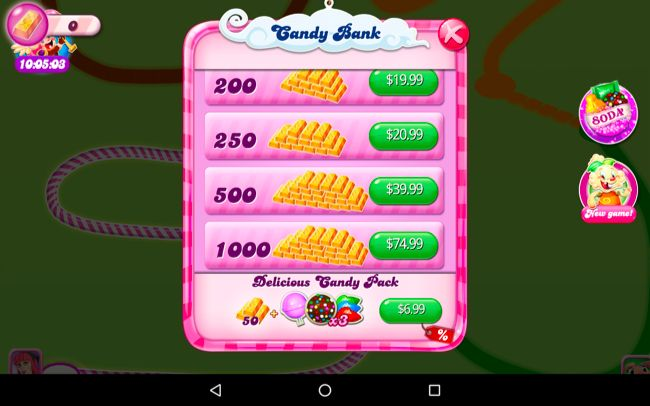 0
10:05:03
Candy Bank
200 $19.99
250 $20.99
500 $39.99
1000 $74.99
Delicious Candy Pack
50 + x3 $6.99
%
SODA
New game!